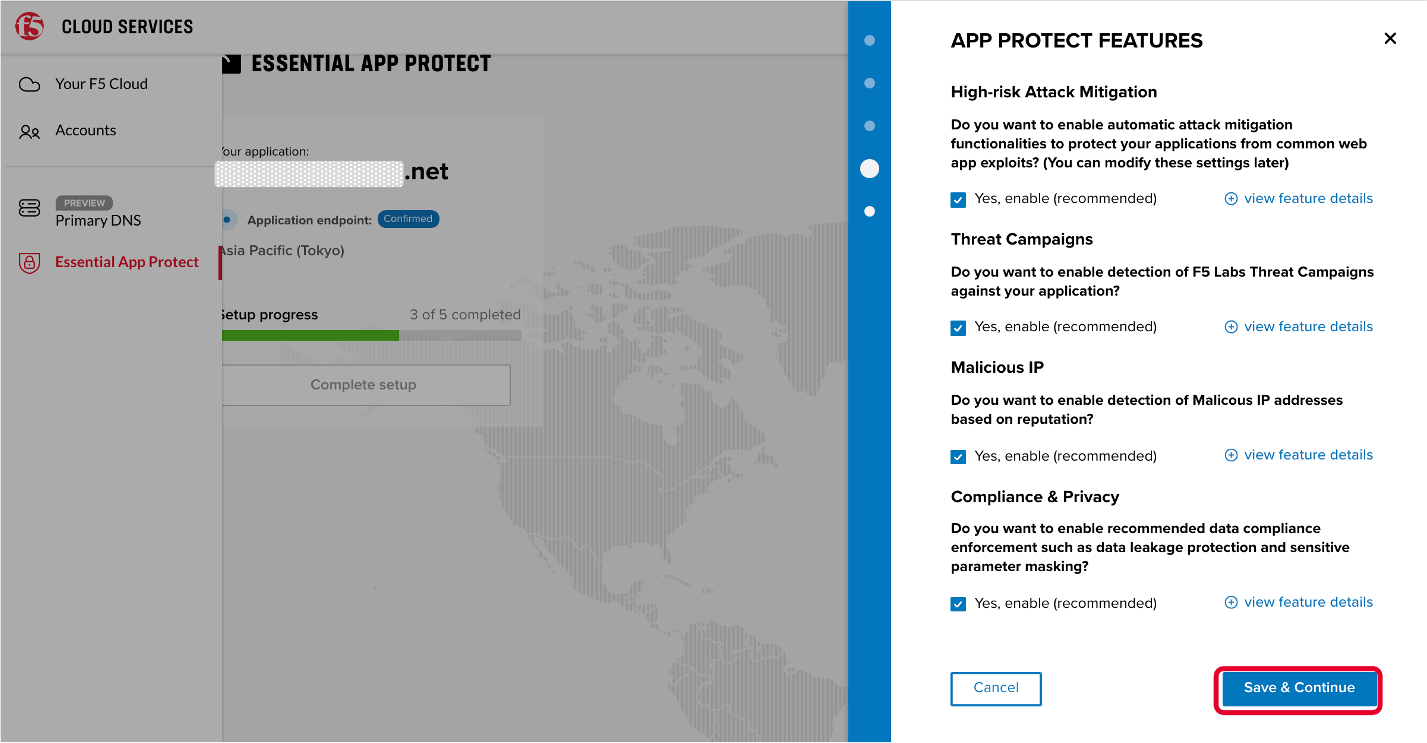 f5 CLOUD SERVICES
Your F5 Cloud
Accounts
PREVIEW
Primary DNS
Essential App Protect
ESSENTIAL APP PROTECT
Your application:
.net
Application endpoint: Confirmed
Asia Pacific (Tokyo)
Setup progress 3 of 5 completed
Complete setup
APP PROTECT FEATURES
High-risk Attack Mitigation
Do you want to enable automatic attack mitigation
functionalities to protect your applications from common web
app exploits? (You can modify these settings later)
Yes, enable (recommended) view feature details
Threat Campaigns
Do you want to enable detection of F5 Labs Threat Campaigns
against your application?
Yes, enable (recommended) view feature details
Malicious IP
Do you want to enable detection of Malicous IP addresses
based on reputation?
Yes, enable (recommended) view feature details
Compliance & Privacy
Do you want to enable recommended data compliance
enforcement such as data leakage protection and sensitive
parameter masking?
Yes, enable (recommended) view feature details
Cancel Save & Continue